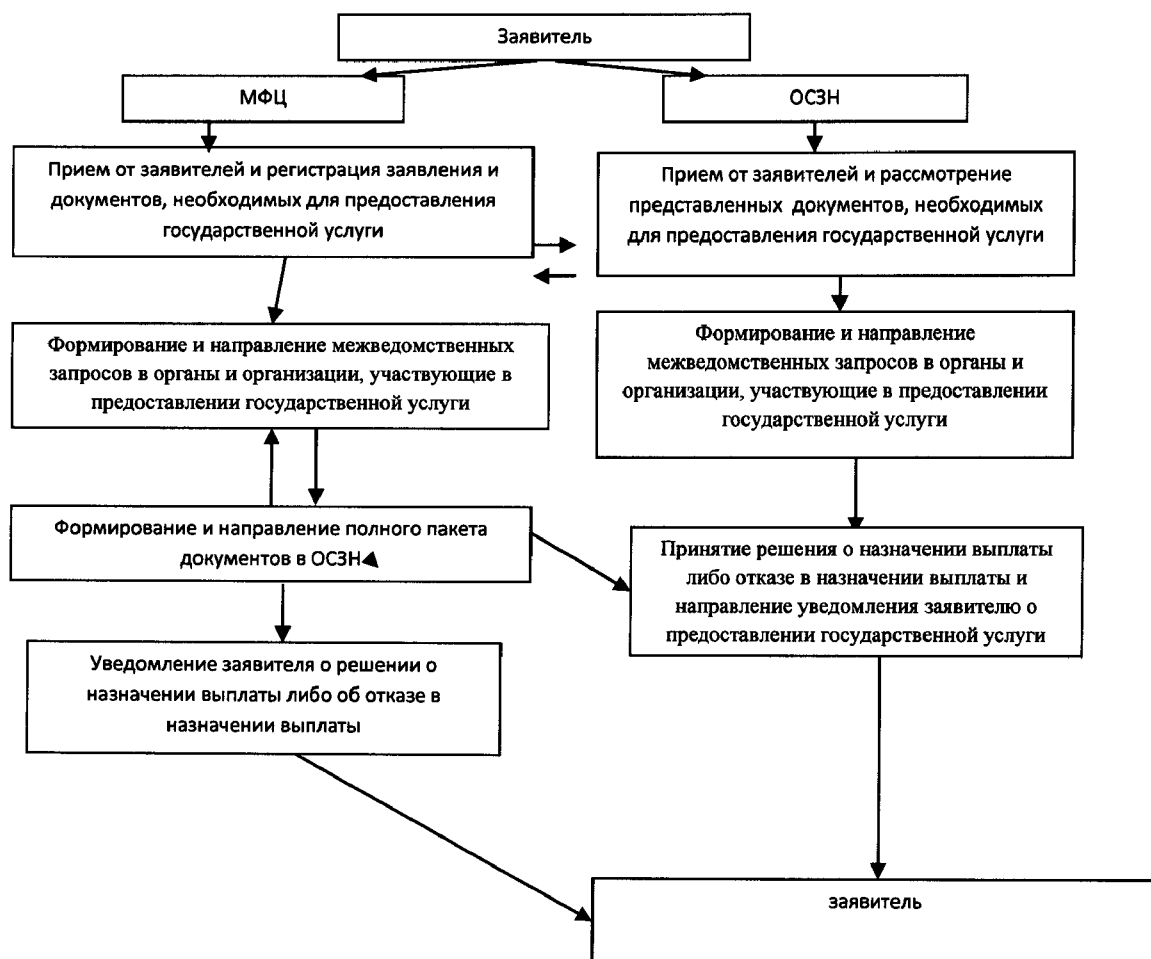 Заявитель
МФЦ
ОСЗН
Прием от заявителей и регистрация заявления и
документов, необходимых для предоставления
государственной услуги
Прием от заявителей и рассмотрение
представленных документов, необходимых
для предоставления государственной услуги
Формирование и направление межведомственных
запросов в органы и организации, участвующие в
предоставлении государственной услуги
Формирование и направление
межведомственных запросов в органы и
организации, участвующие в предоставлении
государственной услуги
Формирование и направление полного пакета
документов в ОСЗН
Принятие решения о назначении выплаты
либо отказе в назначении выплаты и
направление уведомления заявителю о
предоставлении государственной услуги
Уведомление заявителя о решении о
назначении выплаты либо об отказе в
назначении выплаты
заявитель